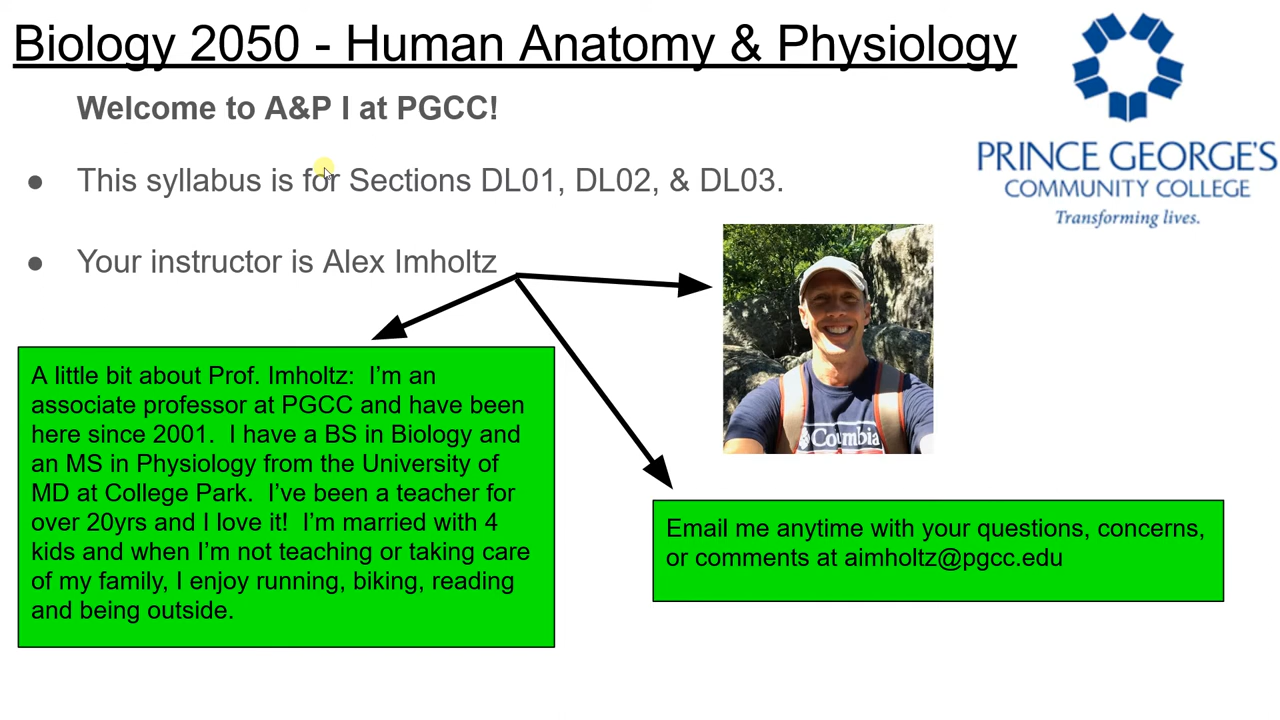 Biology 2050 - Human Anatomy & Physiology
Welcome to A&P I at PGCC!
● This syllabus is for Sections DL01, DL02, & DL03.
● Your instructor is Alex Imholtz
PRINCE GEORGE'S
COMMUNITY COLLEGE
Transforming lives.
Columbia
A little bit about Prof. Imholtz:  I'm an
associate professor at PGCC and have been
here since 2001.  I have a BS in Biology and
an MS in Physiology from the University of
MD at College Park.  I've been a teacher for
over 20yrs and I love it!  I'm married with 4
kids and when I'm not teaching or taking care
of my family, I enjoy running, biking, reading
and being outside.
Email me anytime with your questions, concerns,
or comments at aimholtz@pgcc.edu